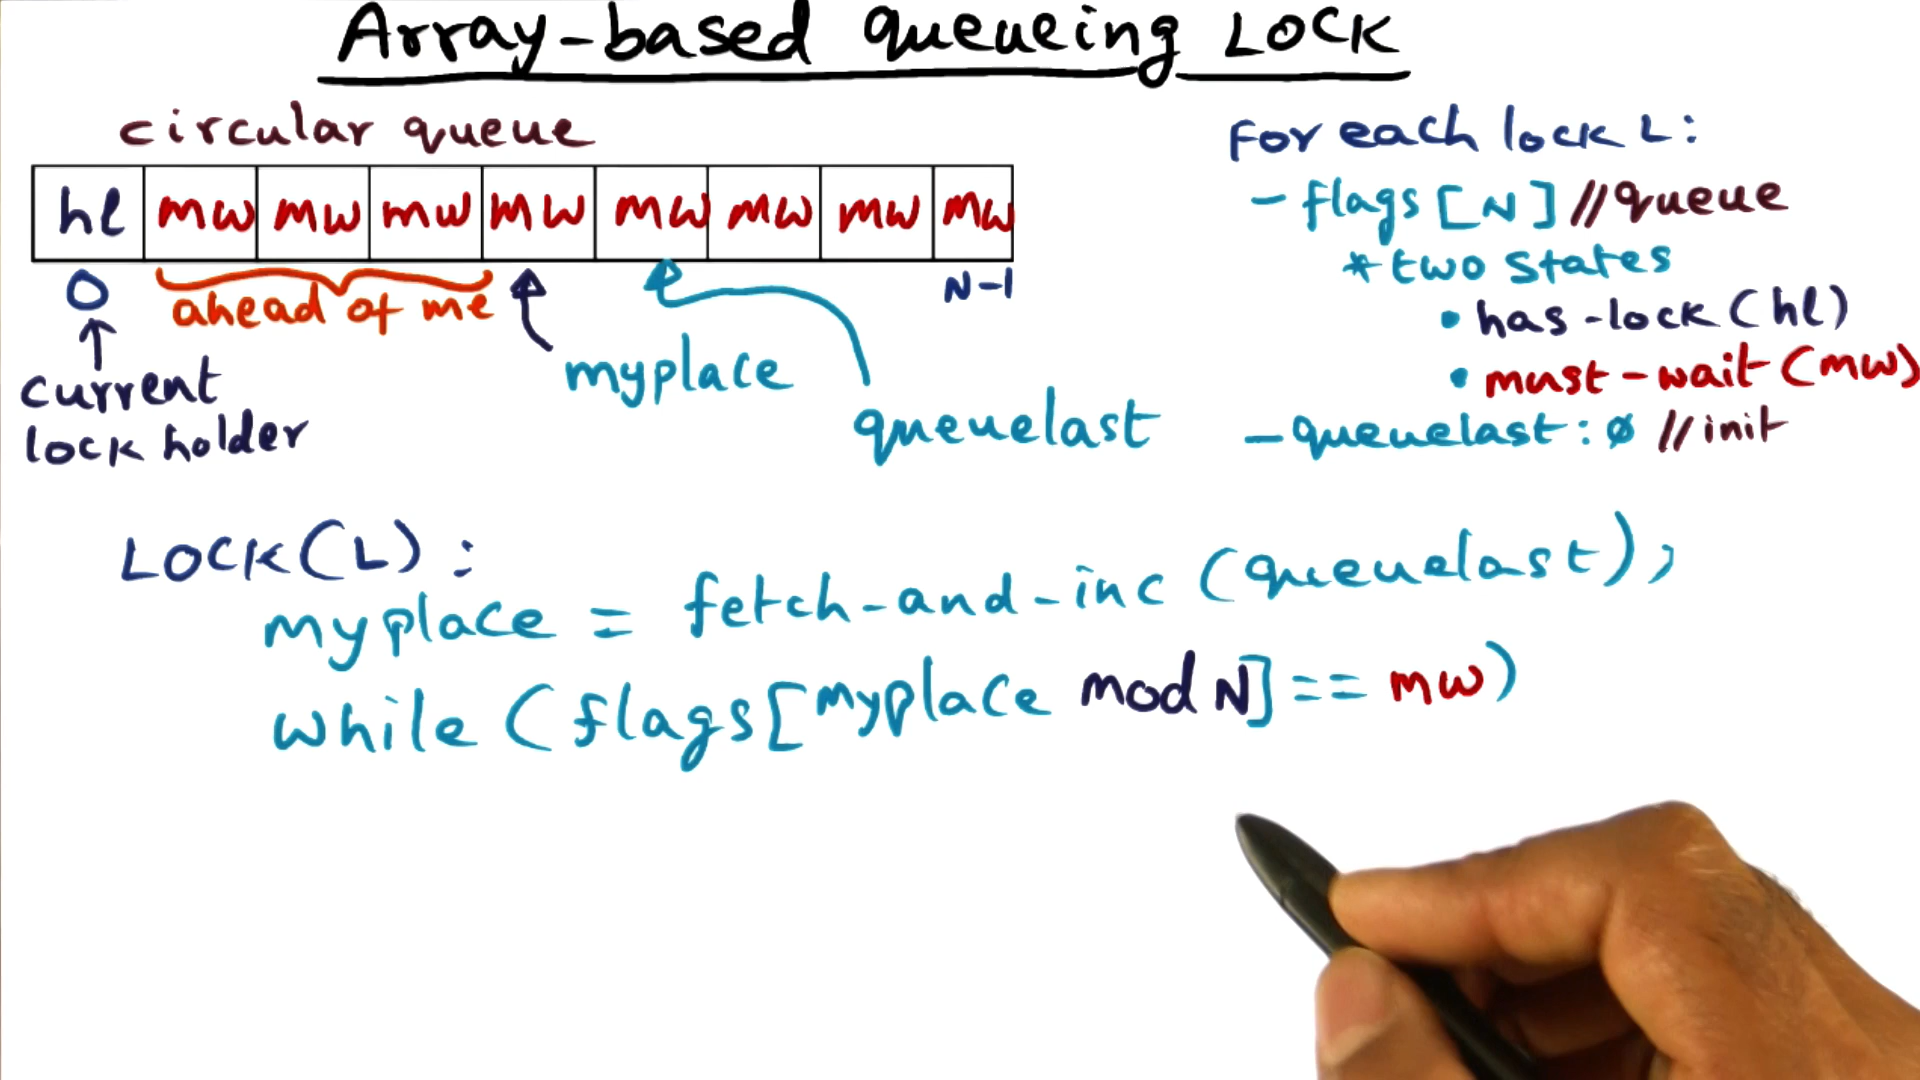 Array-based queueing LOCK
circular queue
hl mw mw mw mw mw mw mw mw
0 ahead of me N-1
current
lock holder
myplace
queuelast
For each lock L:
- flags [N] //queue
* two states
• has-lock (hl)
• must-wait (mw)
- queuelast: ø //init
LOCK(L):
myplace = fetch-and-inc (queuelast);
while (flags[myplace mod N] == mw)